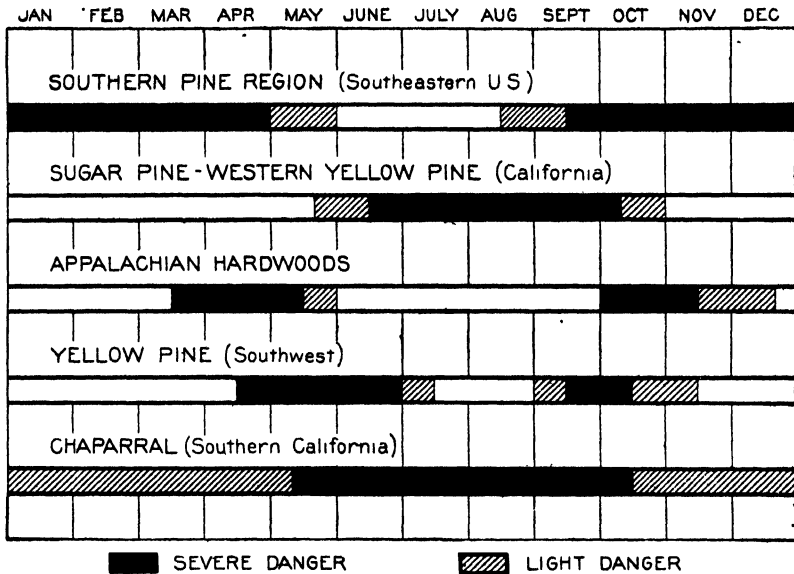 JAN FEB MAR APR MAY JUNE JULY AUG SEPT OCT NOV DEC
SOUTHERN PINE REGION (Southeastern U S)
SUGAR PINE-WESTERN YELLOW PINE (California)
APPALACHIAN HARDWOODS
YELLOW PINE (Southwest)
CHAPARRAL (Southern California)
SEVERE DANGER LIGHT DANGER